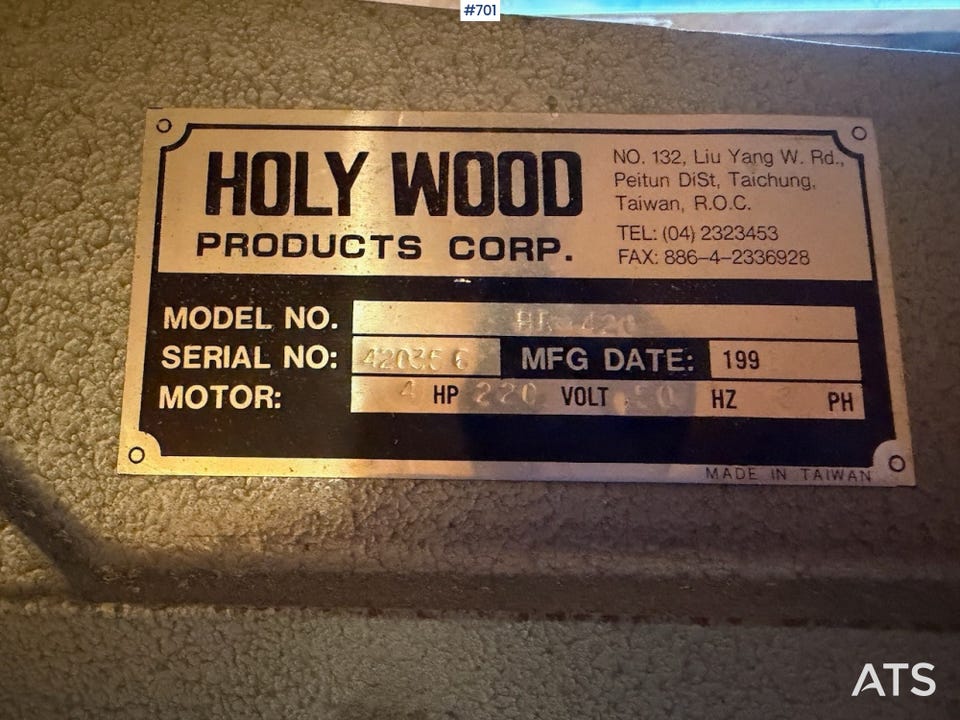 #701
HOLY WOOD
PRODUCTS CORP.
NO. 132, Liu Yang W. Rd.,
Peitun DiSt, Taichung,
Taiwan, R.O.C.
TEL: (04) 2323453
FAX: 886-4-2336928
MODEL NO.
SERIAL NO: MFG DATE: 199
MOTOR: 4 HP 220 VOLT HZ PH
MADE IN TAIWAN
ATS